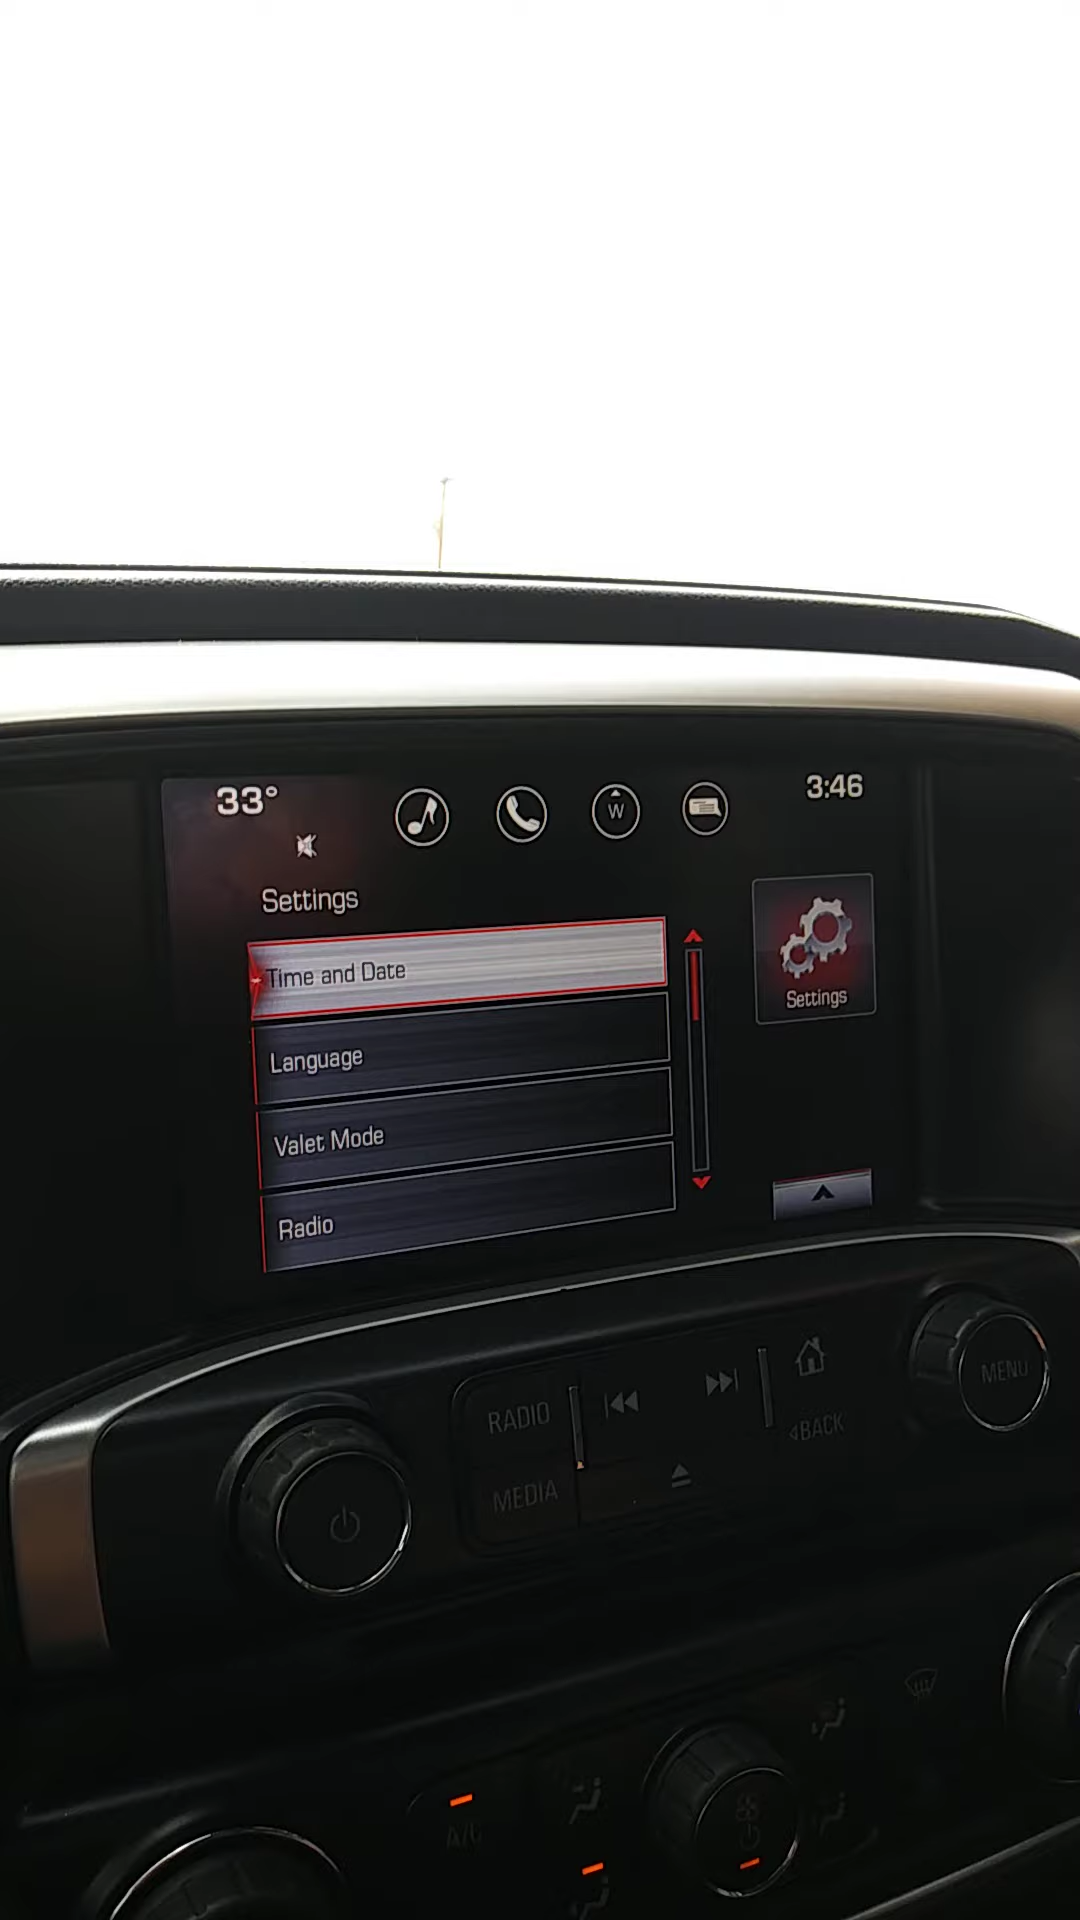 33°
W
3:46
Settings
Time and Date
Settings
Language
Valet Mode
Radio
RADIO
MENU
BACK
MEDIA
A/C